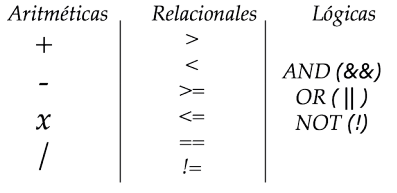 Aritméticas Relacionales Lógicas
+
-
x
/
>
<
>=
<=
==
!=
AND (&&)
OR ( || )
NOT (!)